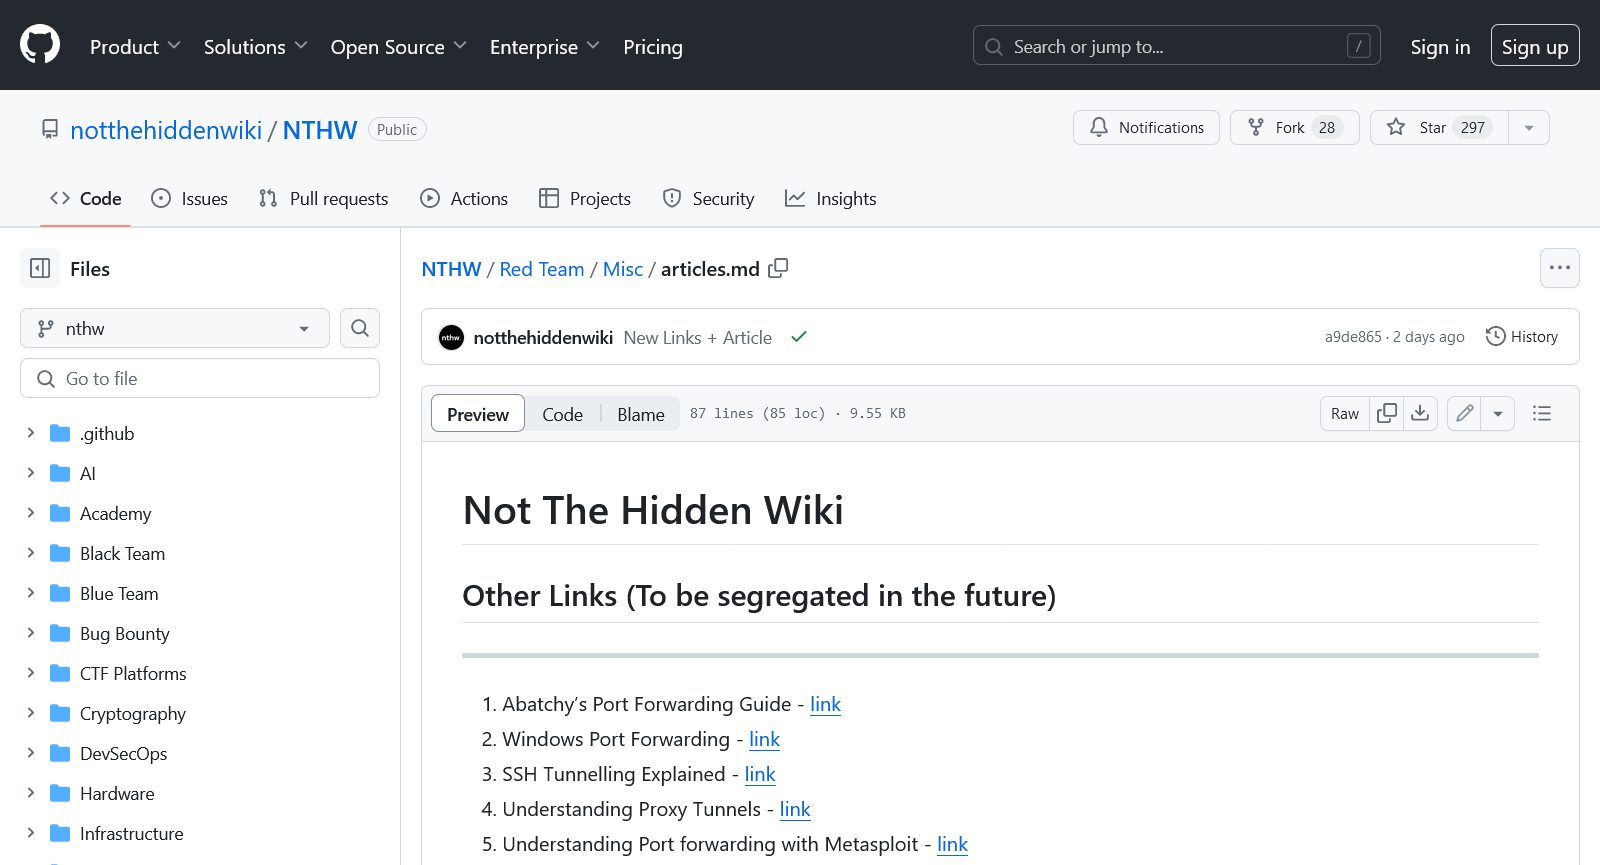 Product Solutions Open Source Enterprise Pricing Search or jump to... / Sign in Sign up
notthehiddenwiki / NTHW Public Notifications Fork 28 Star 297
Code Issues Pull requests Actions Projects Security Insights
Files
nthw
Go to file
.github
AI
Academy
Black Team
Blue Team
Bug Bounty
CTF Platforms
Cryptography
DevSecOps
Hardware
Infrastructure
NTHW / Red Team / Misc / articles.md
nthw notthehiddenwiki New Links + Article a9de865 · 2 days ago History
Preview Code Blame 87 lines (85 loc) · 9.55 KB Raw
Not The Hidden Wiki
Other Links (To be segregated in the future)
1. Abatchy's Port Forwarding Guide - link
2. Windows Port Forwarding - link
3. SSH Tunnelling Explained - link
4. Understanding Proxy Tunnels - link
5. Understanding Port forwarding with Metasploit - link